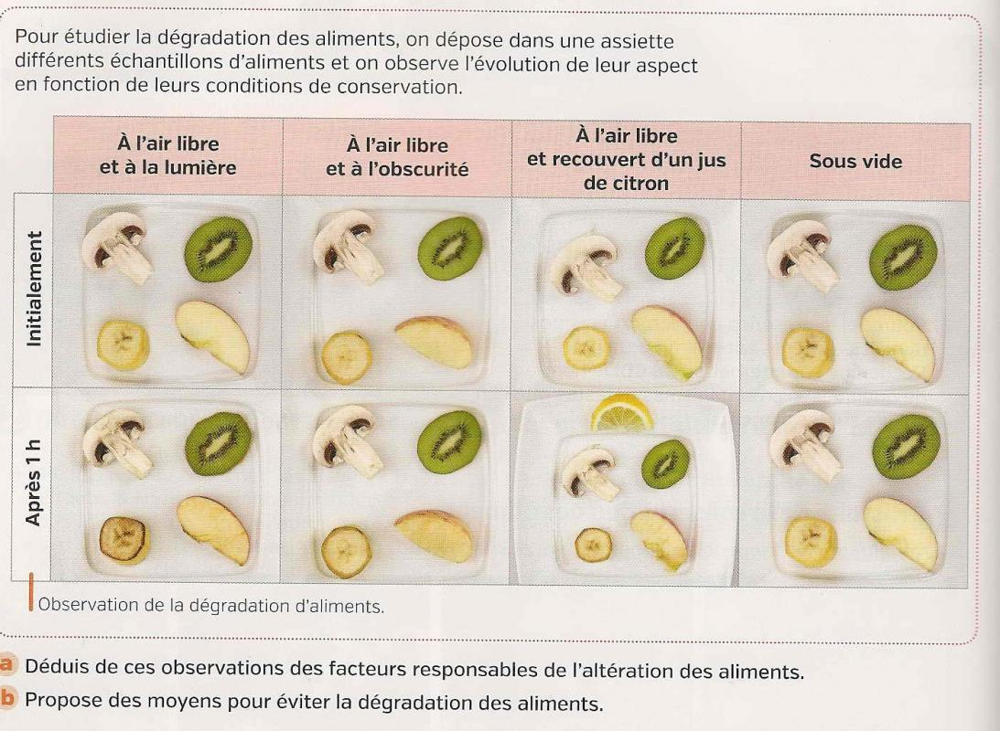 Pour étudier la dégradation des aliments, on dépose dans une assiette
différents échantillons d'aliments et on observe l'évolution de leur aspect
en fonction de leurs conditions de conservation.
À l'air libre
et à la lumière
À l'air libre
et à l'obscurité
À l'air libre
et recouvert d'un jus
de citron
Sous vide
Initialement
Après 1 h
Observation de la dégradation d'aliments.
a Déduis de ces observations des facteurs responsables de l'altération des aliments.
b Propose des moyens pour éviter la dégradation des aliments.